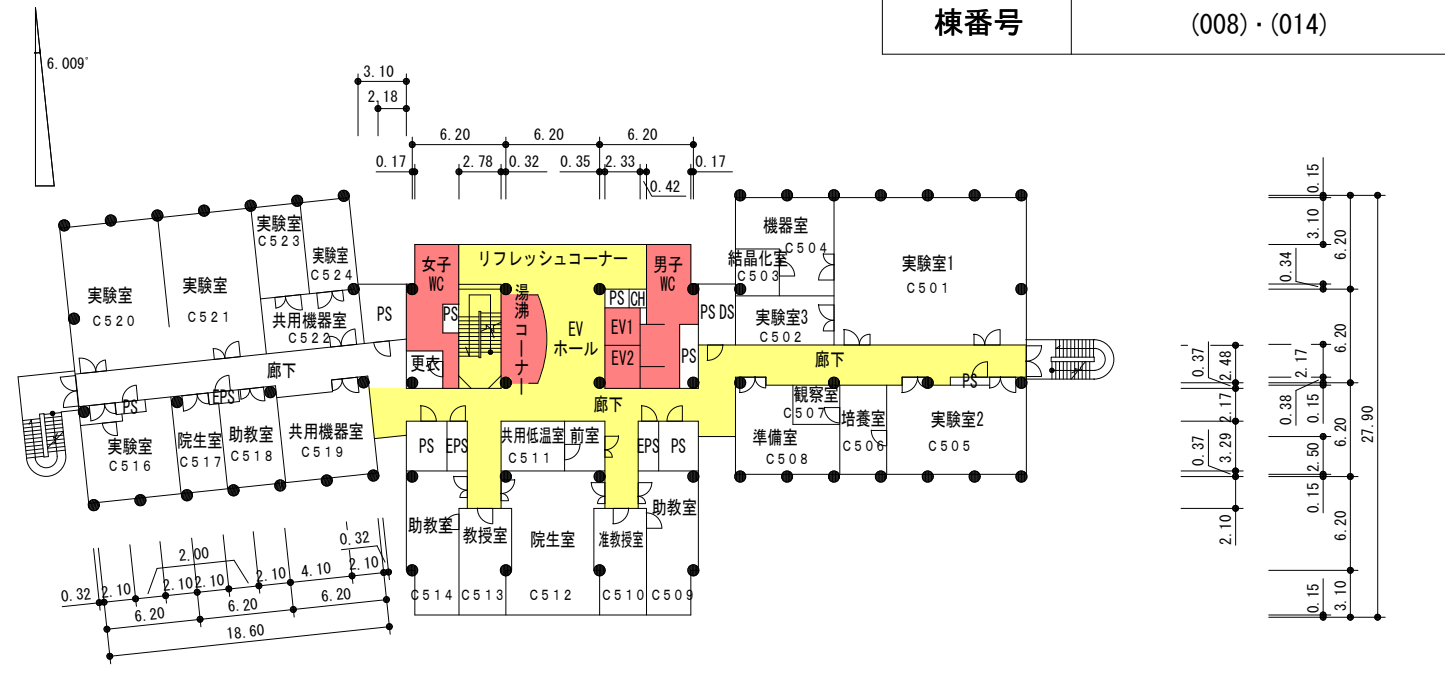 棟番号
(008)・(014)
6.009°
3.10
2.18
6.20
6.20
6.20
0.17
2.78
0.32
0.35
2.33
0.17
0.42
実験室
C520
実験室
C521
実験室
C523
実験室
C524
共用機器室
C522
PS
女子
WC
PS
更衣
リフレッシュコーナー
湯沸コーナー
EV
ホール
PS
CH
EV1
EV2
男子
WC
PS
PS
DS
機器室
C504
結晶化室
C503
実験室3
C502
実験室1
C501
廊下
廊下
廊下
PS
EPS
PS
実験室
C516
院生室
C517
助教室
C518
共用機器室
C519
PS
EPS
共用低温室
C511
前室
EPS
PS
観察室
C507
準備室
C508
培養室
C506
実験室2
C505
助教室
C514
教授室
C513
院生室
C512
准教授室
C510
助教室
C509
0.32
2.10
2.00
2.10
2.10
2.10
4.10
0.32
2.10
6.20
6.20
6.20
18.60
0.37
2.48
2.17
0.37
3.29
2.10
0.15
3.10
0.34
2.17
0.38
0.15
2.50
0.15
0.15
6.20
6.20
6.20
6.20
3.10
27.90